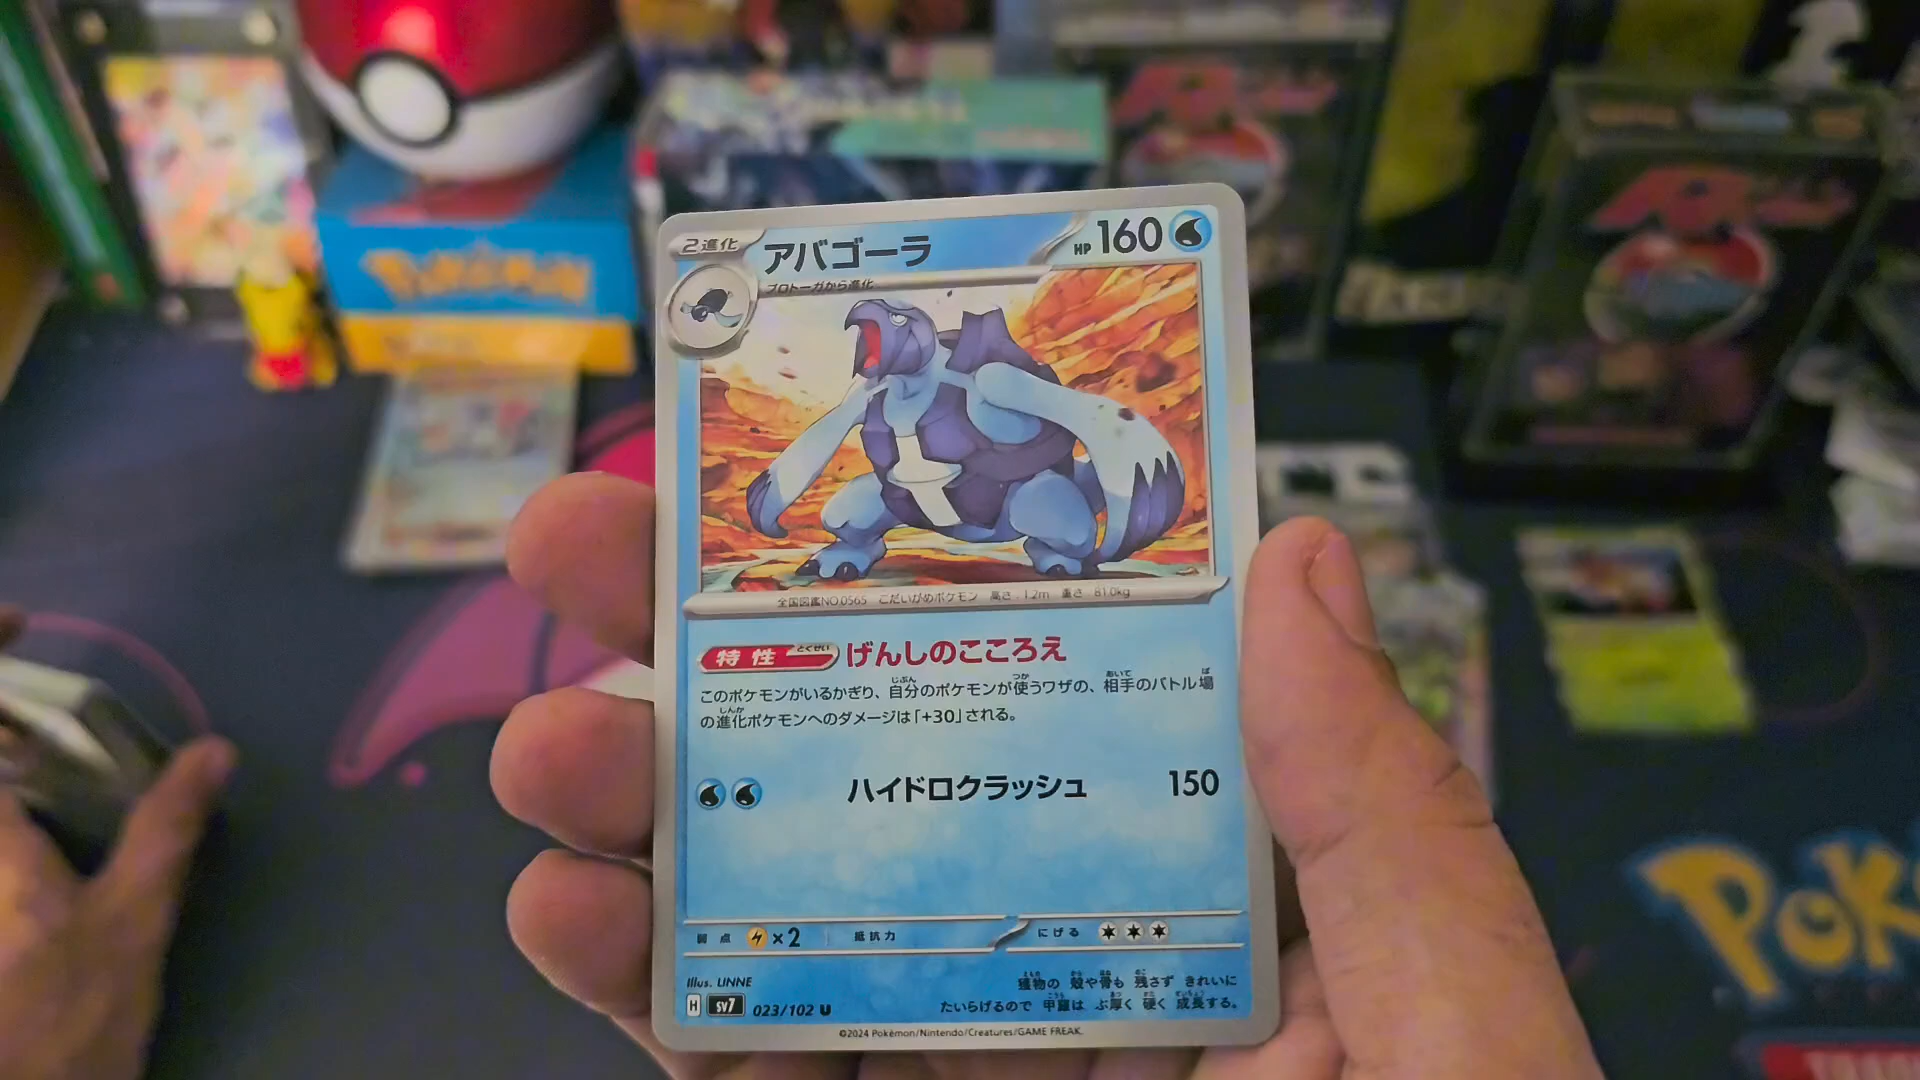 2進化 アバゴーラ HP 160
プロトーガから進化
全国図鑑NO.0565 こだいがめポケモン 高さ:1.2m 重さ:81.0kg
特性 とくせい げんしのこころえ
このポケモンがいるかぎり、自分のポケモンが使うワザの、相手のバトル場
の進化ポケモンへのダメージは「+30」される。
ハイドロクラッシュ 150
弱点 ×2 抵抗力 にげる
Illus. UNNE
獲物の 殻や骨も 残さず きれいに
たいらげるので 甲羅は ぶ厚く 硬く 成長する。
H sv7 023/102 U
©2024 Pokémon/Nintendo/Creatures/GAME FREAK.
Pokémon
Pok